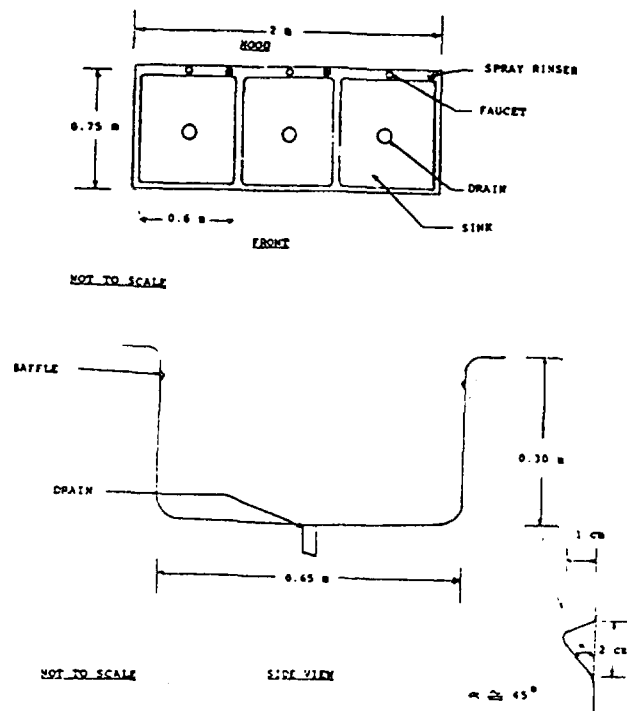 2 m
HOOD
SPRAY RINSER
FAUCET
0.75 m
DRAIN
0.6 m
SINK
FRONT
NOT TO SCALE
BAFFLE
0.30 m
DRAIN
1 cm
0.65 m
2 cm
NOT TO SCALE
SIDE VIEW
∝ ≅ 45°